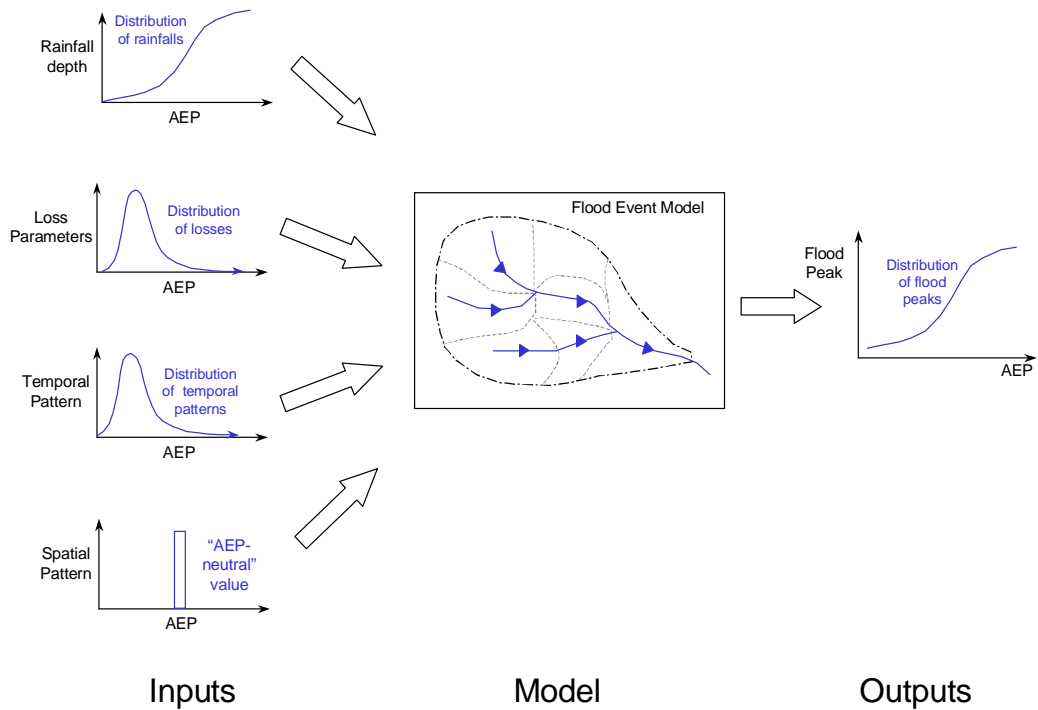 Distribution
of rainfalls
Rainfall
depth
AEP
Loss
Parameters
Distribution
of losses
AEP
Temporal
Pattern
Distribution
of temporal
patterns
AEP
Spatial
Pattern
“AEP-
neutral”
value
AEP
Flood Event Model
Flood
Peak
Distribution
of flood
peaks
AEP
Inputs
Model
Outputs